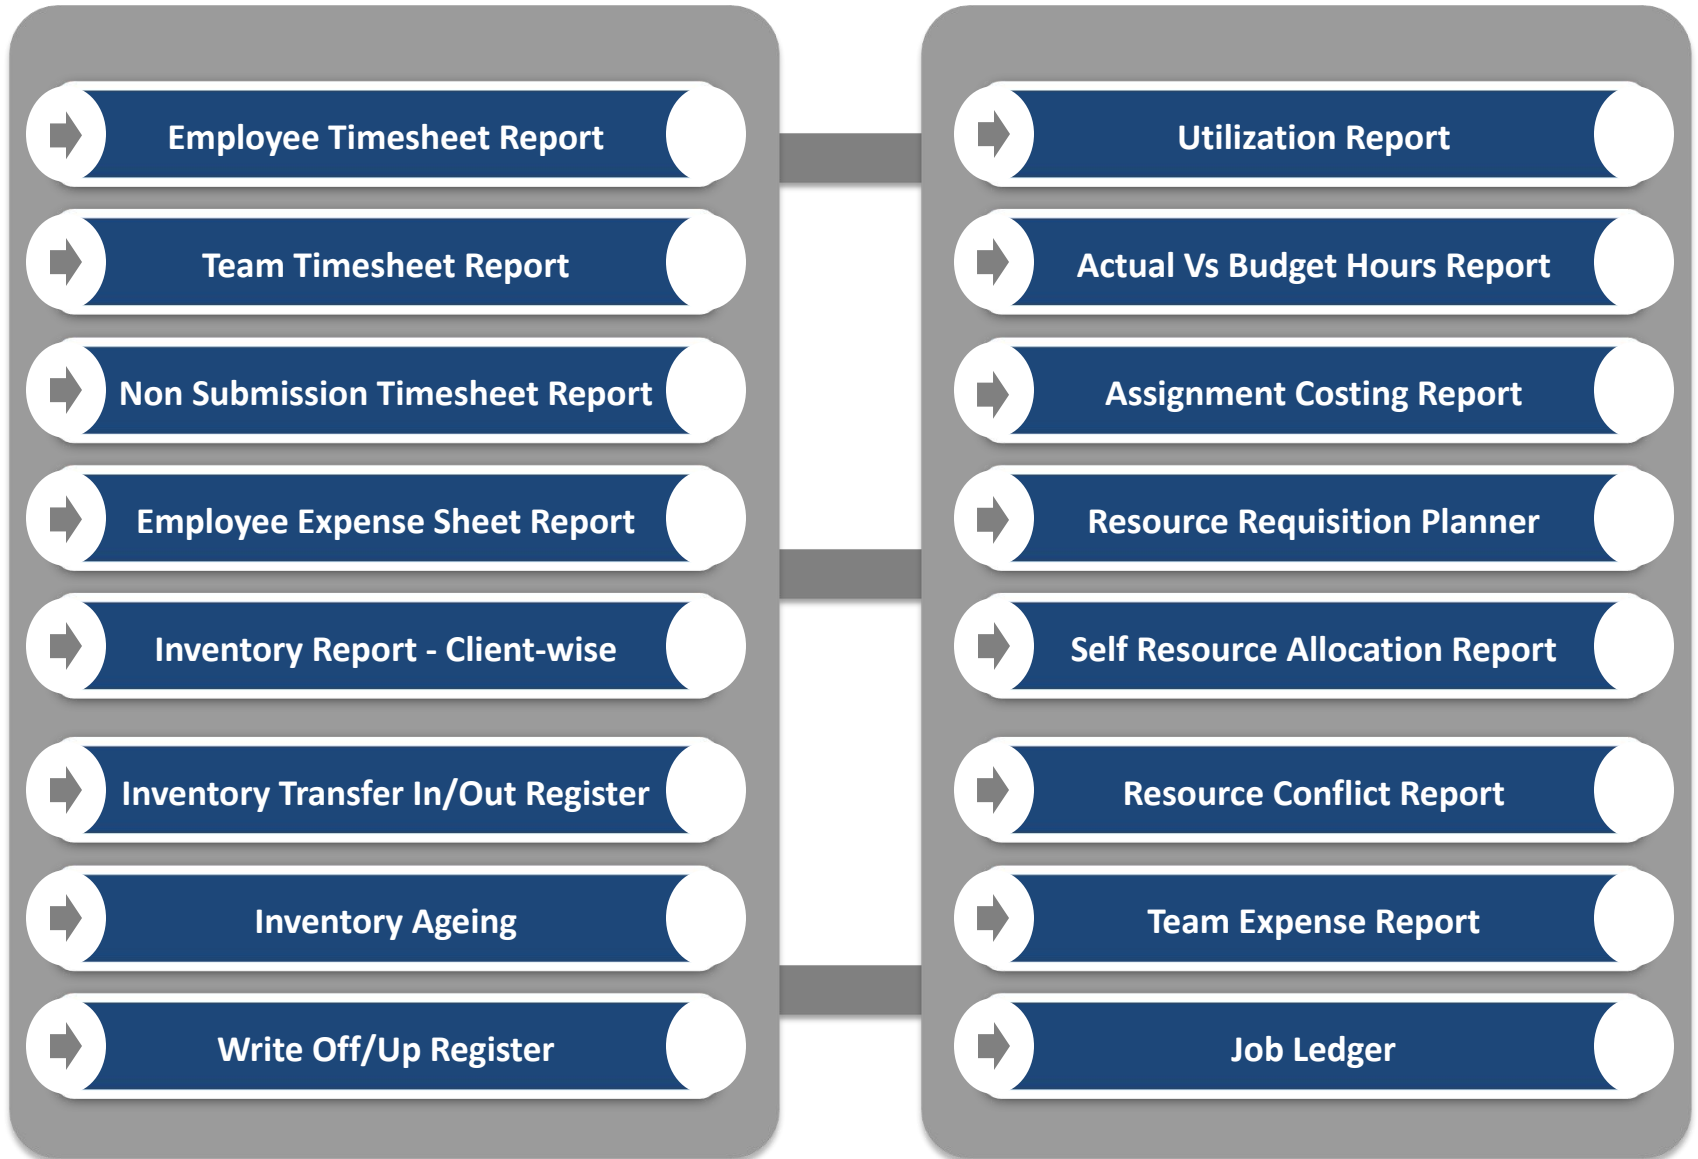 Employee Timesheet Report
Team Timesheet Report
Non Submission Timesheet Report
Employee Expense Sheet Report
Inventory Report - Client-wise
Inventory Transfer In/Out Register
Inventory Ageing
Write Off/Up Register
Utilization Report
Actual Vs Budget Hours Report
Assignment Costing Report
Resource Requisition Planner
Self Resource Allocation Report
Resource Conflict Report
Team Expense Report
Job Ledger